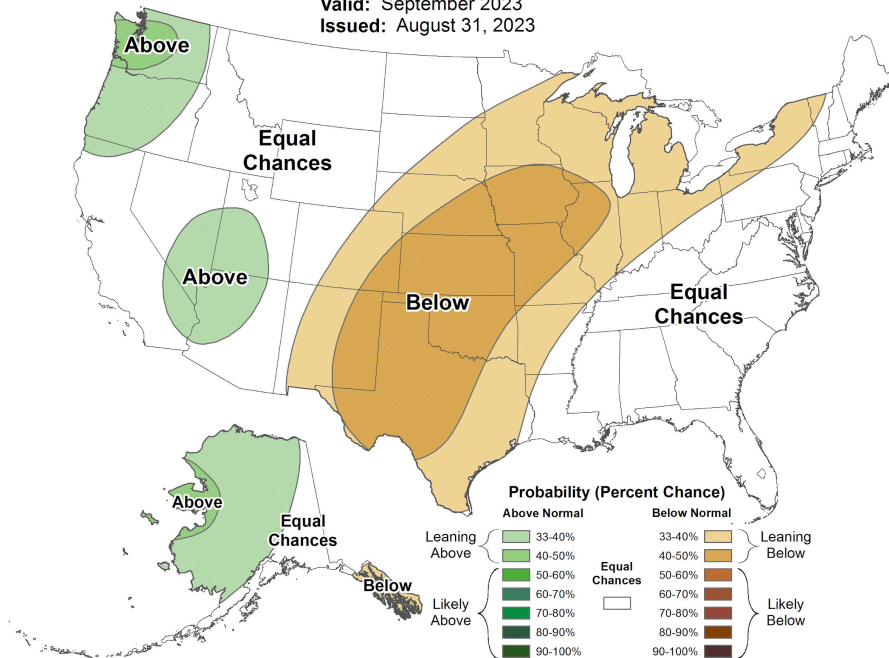 Valid: September 2023
Issued: August 31, 2023
Above
Equal
Chances
Above
Below
Equal
Chances
Above
Equal
Chances
Below
Probability (Percent Chance)
Above Normal
Below Normal
Leaning
Above
33-40%
40-50%
Likely
Above
50-60%
60-70%
70-80%
80-90%
90-100%
Equal
Chances
33-40%
40-50%
Leaning
Below
50-60%
60-70%
70-80%
80-90%
90-100%
Likely
Below